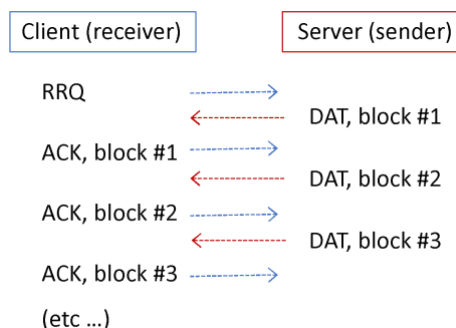 Client (receiver)
Server (sender)
RRQ
DAT, block #1
ACK, block #1
DAT, block #2
ACK, block #2
DAT, block #3
ACK, block #3
(etc ...)